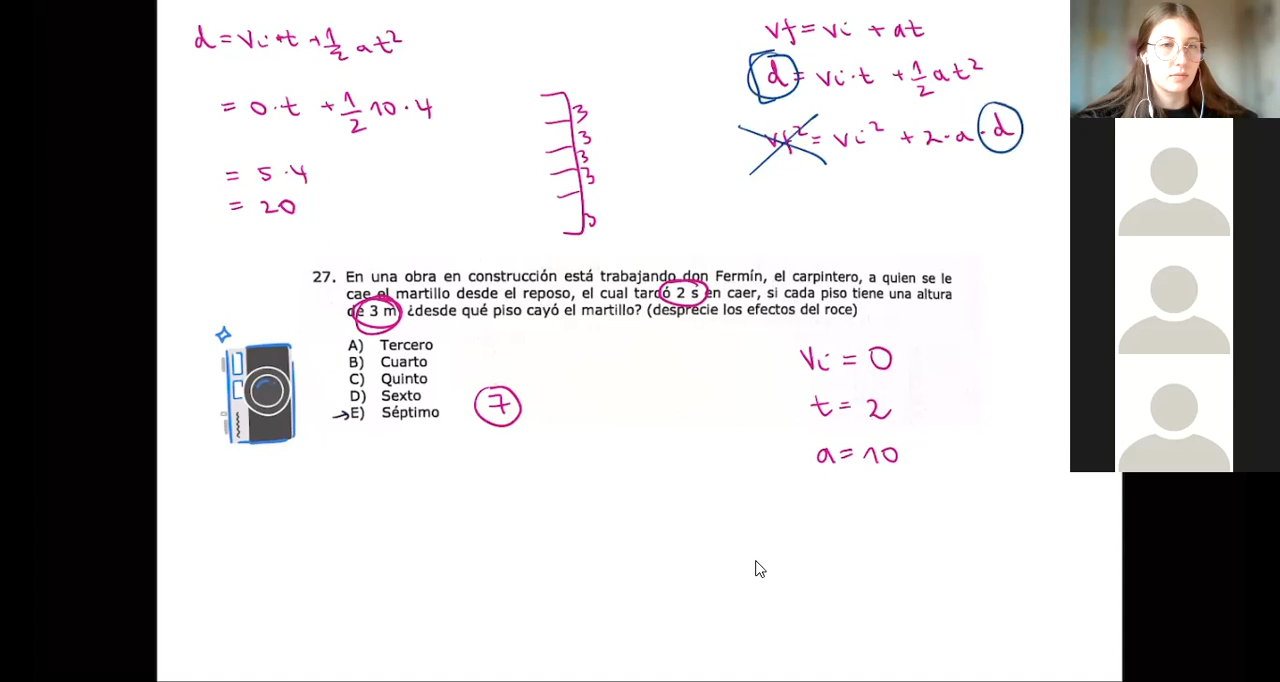 d = Vi · t + 1/2 at²
= 0 · t + 1/2 10 · 4
= 5 · 4
= 20
3
3
3
3
3
Vf = Vi + at
d = Vi · t + 1/2 at²
Vf² = Vi² + 2 · a · d
27. En una obra en construcción está trabajando don Fermín, el carpintero, a quien se le
cae el martillo desde el reposo, el cual tardó 2 s en caer, si cada piso tiene una altura
de 3 m ¿desde qué piso cayó el martillo? (desprecie los efectos del roce)
A) Tercero
B) Cuarto
C) Quinto
D) Sexto
→E) Séptimo
7
Vi = 0
t = 2
a = 10